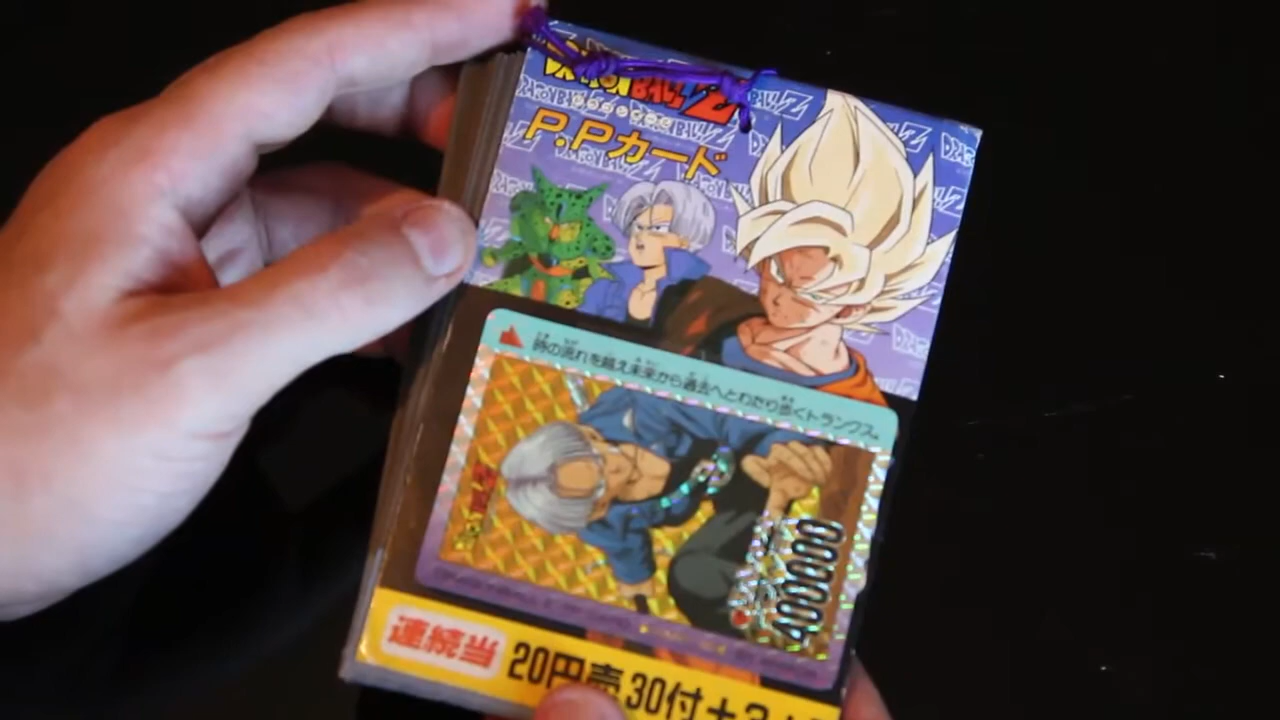 DRAGON BALL Z
P.Pカード
時の流れを越え未来から過去へとわたり歩くトランクス。
400000
連続当
20円売 30付+3+